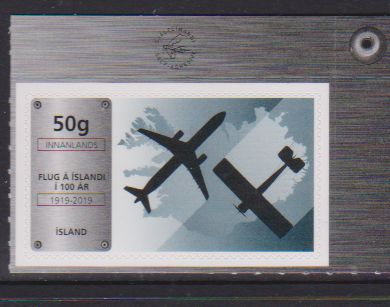 50g
INNANLANDS
FLUG Á ÍSLANDI
Í 100 ÁR
1919-2019
ÍSLAND